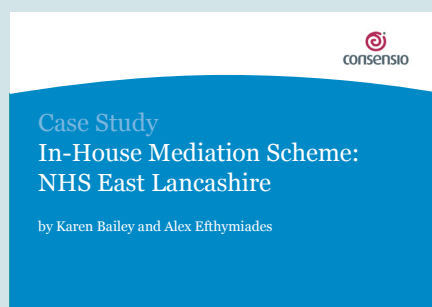 consensio
Case Study
In-House Mediation Scheme:
NHS East Lancashire
by Karen Bailey and Alex Efthymiades